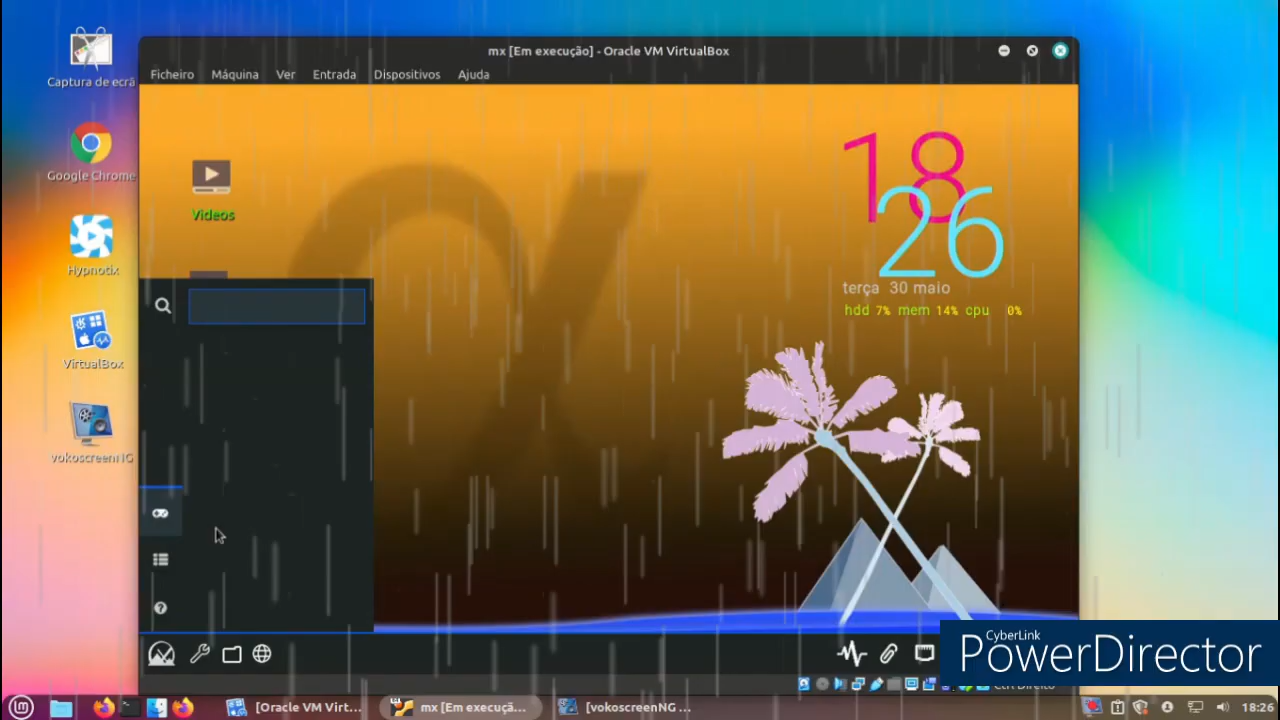 mx [Em execução] - Oracle VM VirtualBox
Ficheiro Máquina Ver Entrada Dispositivos Ajuda
Captura de ecrã
Google Chrome
Hypnotix
VirtualBox
vokoscreenNG
Videos
18
26
terça 30 maio
hdd 7% mem 14% cpu 0%
CyberLink
PowerDirector
Ctrl Direito
[Oracle VM Virt...
mx [Em execuçã...
[vokoscreenNG ...
18:26